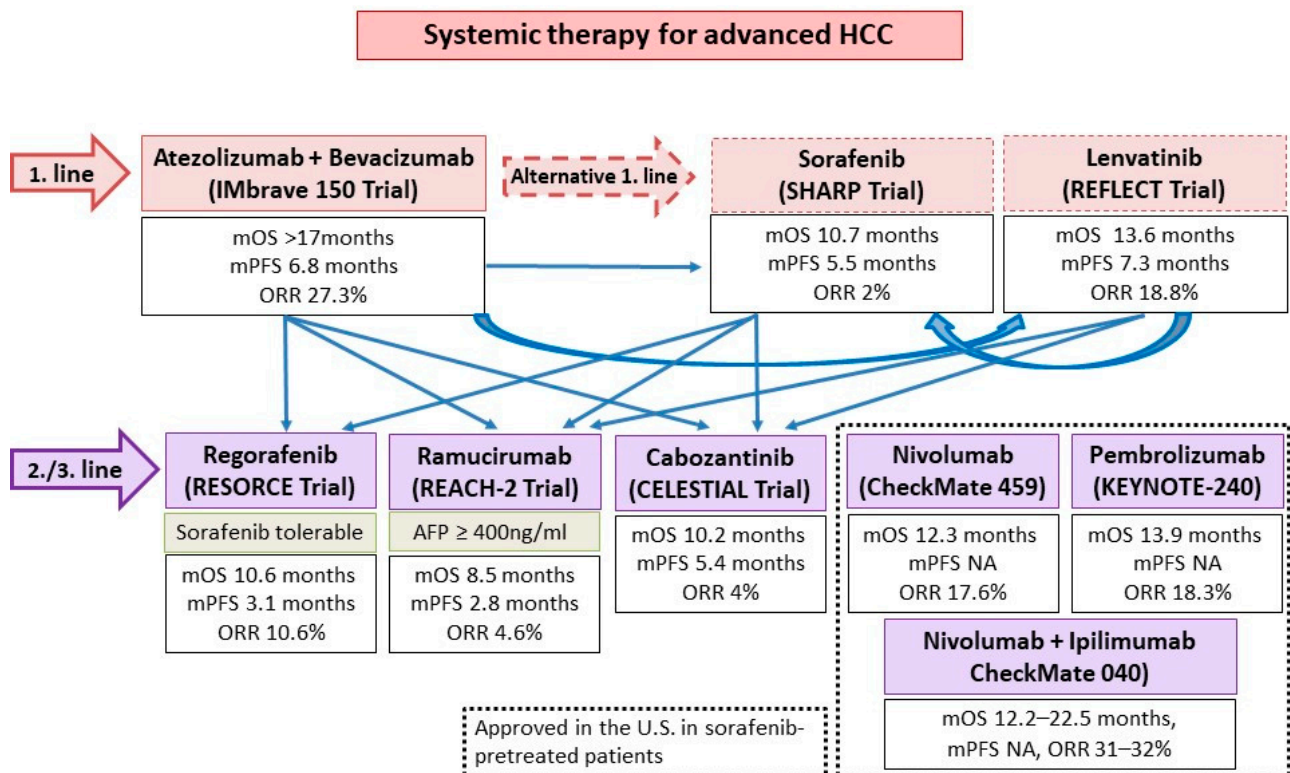 Systemic therapy for advanced HCC
1. line
Atezolizumab + Bevacizumab
(IMbrave 150 Trial)
mOS >17months
mPFS 6.8 months
ORR 27.3%
Alternative 1. line
Sorafenib
(SHARP Trial)
mOS 10.7 months
mPFS 5.5 months
ORR 2%
Lenvatinib
(REFLECT Trial)
mOS 13.6 months
mPFS 7.3 months
ORR 18.8%
2./3. line
Regorafenib
(RESORCE Trial)
Sorafenib tolerable
mOS 10.6 months
mPFS 3.1 months
ORR 10.6%
Ramucirumab
(REACH-2 Trial)
AFP ≥ 400ng/ml
mOS 8.5 months
mPFS 2.8 months
ORR 4.6%
Cabozantinib
(CELESTIAL Trial)
mOS 10.2 months
mPFS 5.4 months
ORR 4%
Nivolumab
(CheckMate 459)
mOS 12.3 months
mPFS NA
ORR 17.6%
Pembrolizumab
(KEYNOTE-240)
mOS 13.9 months
mPFS NA
ORR 18.3%
Nivolumab + Ipilimumab
CheckMate 040)
mOS 12.2–22.5 months,
mPFS NA, ORR 31–32%
Approved in the U.S. in sorafenib-
pretreated patients